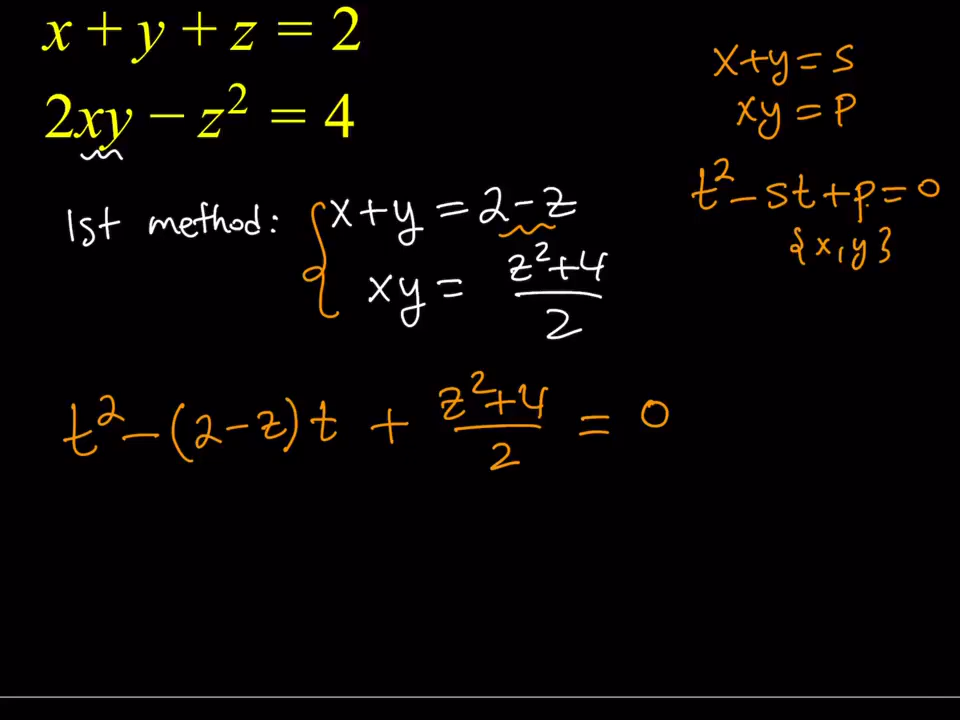 x + y + z = 2
2xy − z² = 4
x+y = s
xy = p
t² − st + p = 0
{x, y}
1st method: { x+y = 2−z
xy = (z²+4)/2
t² − (2−z)t + (z²+4)/2 = 0